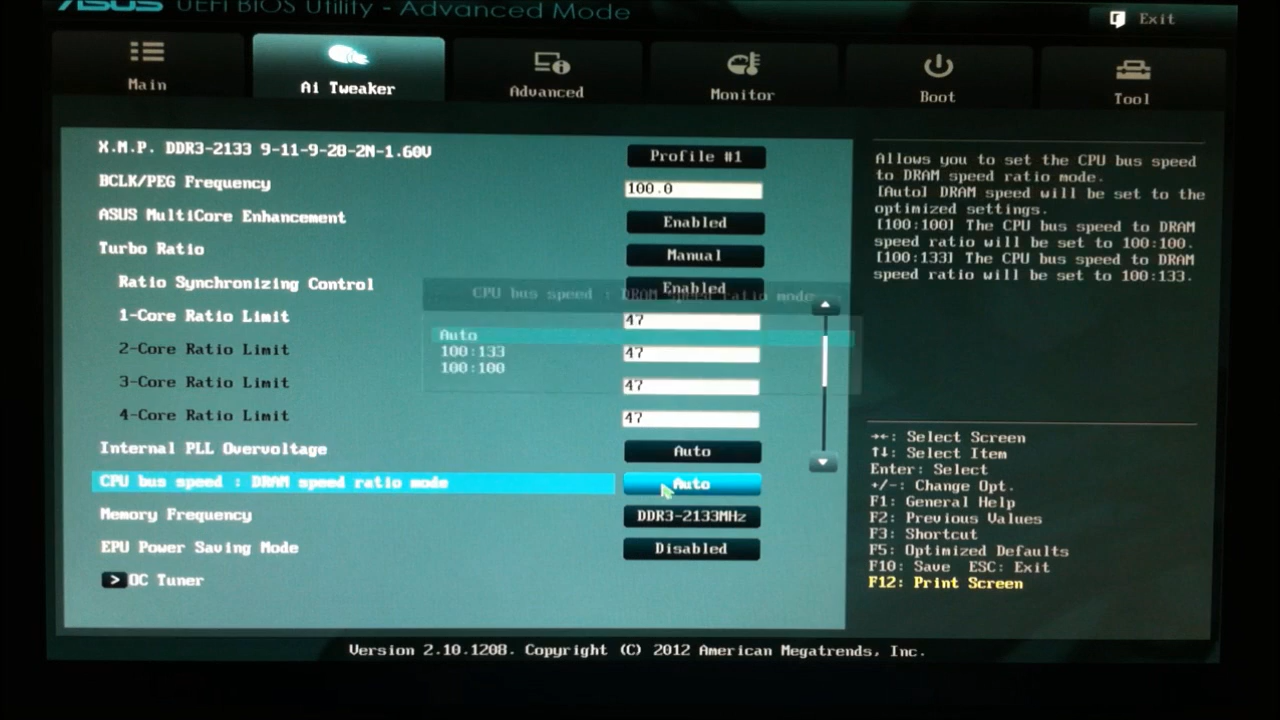 ASUS UEFI BIOS Utility - Advanced Mode
Exit
Main
Ai Tweaker
Advanced
Monitor
Boot
Tool
X.M.P. DDR3-2133 9-11-9-28-2N-1.60V Profile #1
BCLK/PEG Frequency 100.0
ASUS MultiCore Enhancement Enabled
Turbo Ratio Manual
Ratio Synchronizing Control Enabled
CPU bus speed : DRAM speed ratio mode
1-Core Ratio Limit 47
Auto
2-Core Ratio Limit 100:133 47
100:100
3-Core Ratio Limit 47
4-Core Ratio Limit 47
Internal PLL Overvoltage Auto
CPU bus speed : DRAM speed ratio mode Auto
Memory Frequency DDR3-2133MHz
EPU Power Saving Mode Disabled
> OC Tuner
Allows you to set the CPU bus speed
to DRAM speed ratio mode.
[Auto] DRAM speed will be set to the
optimized settings.
[100:100] The CPU bus speed to DRAM
speed ratio will be set to 100:100.
[100:133] The CPU bus speed to DRAM
speed ratio will be set to 100:133.
→←: Select Screen
↑↓: Select Item
Enter: Select
+/-: Change Opt.
F1: General Help
F2: Previous Values
F3: Shortcut
F5: Optimized Defaults
F10: Save ESC: Exit
F12: Print Screen
Version 2.10.1208. Copyright (C) 2012 American Megatrends, Inc.